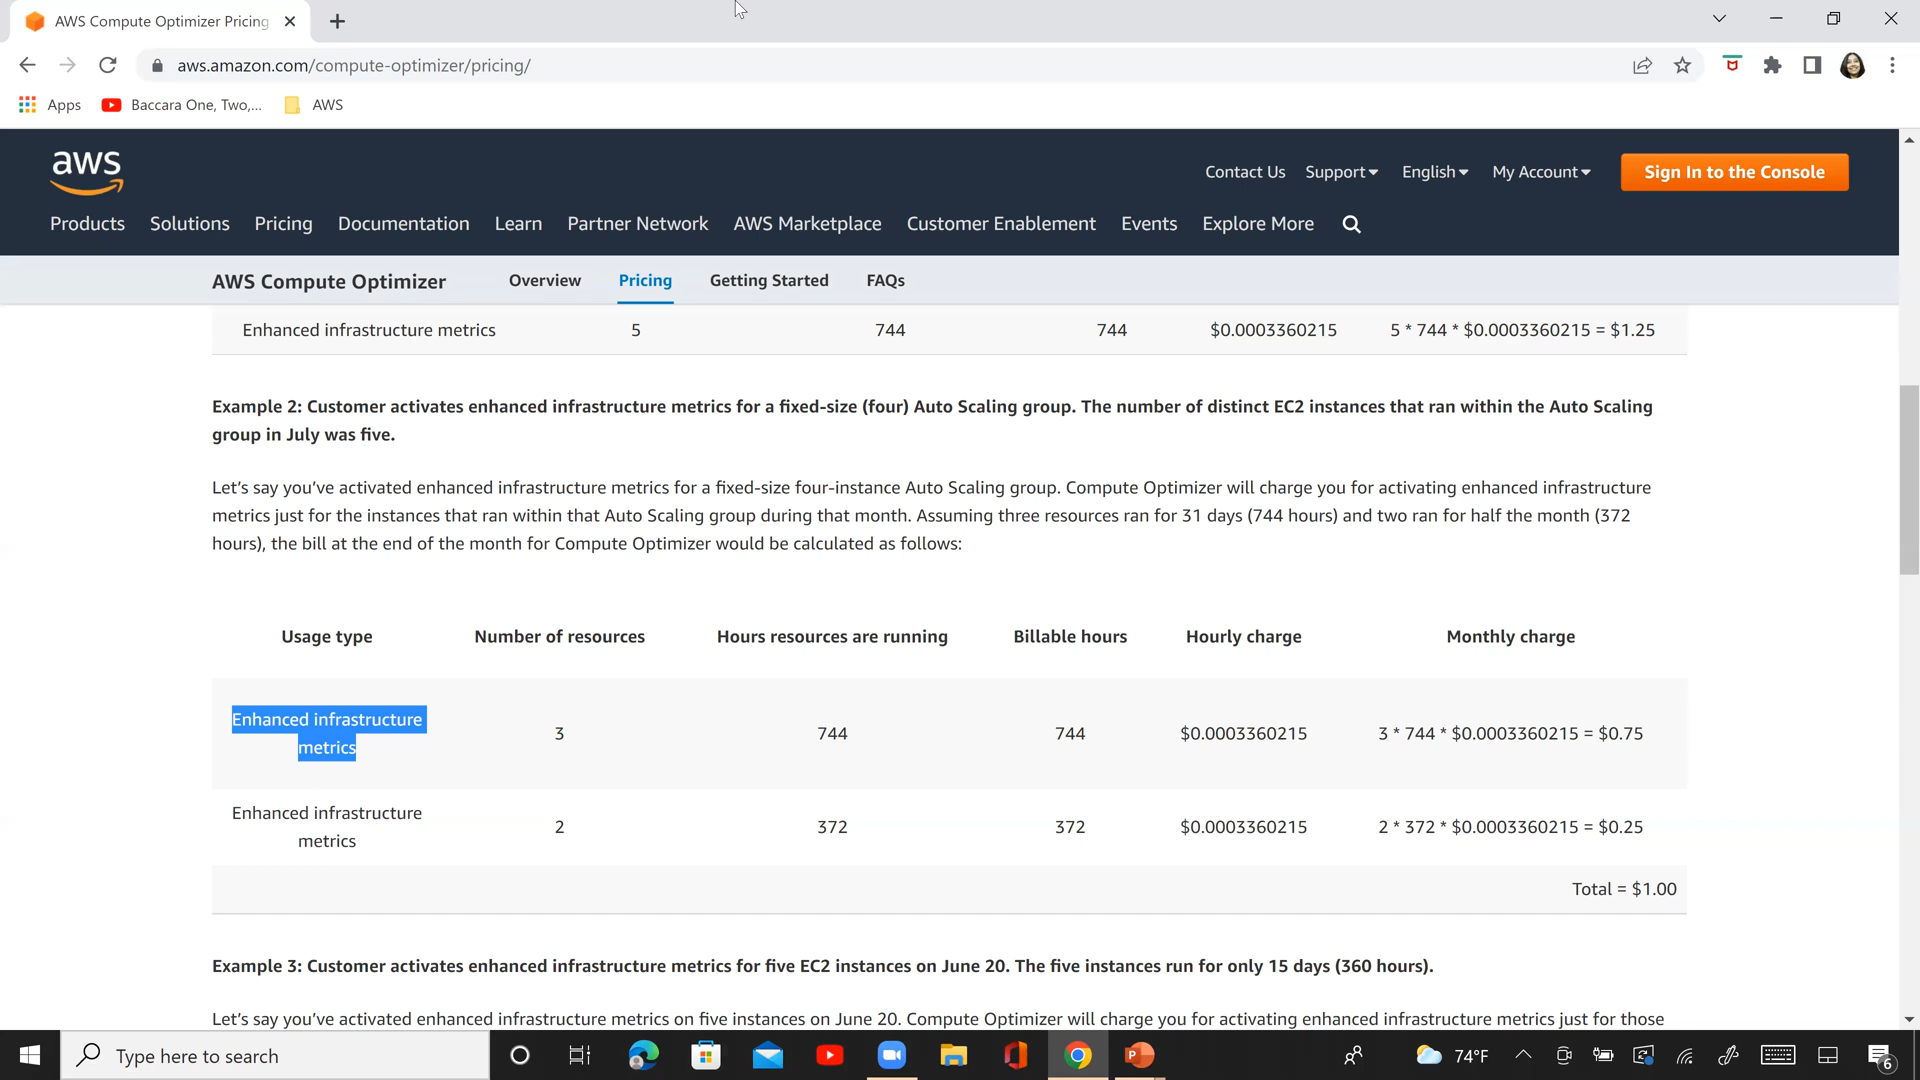 AWS Compute Optimizer Pricing
aws.amazon.com/compute-optimizer/pricing/
Apps
Baccara One, Two,...
AWS
aws
Contact Us
Support
English
My Account
Sign In to the Console
Products
Solutions
Pricing
Documentation
Learn
Partner Network
AWS Marketplace
Customer Enablement
Events
Explore More
AWS Compute Optimizer
Overview
Pricing
Getting Started
FAQs
Enhanced infrastructure metrics 5 744 744 $0.0003360215 5 * 744 * $0.0003360215 = $1.25
Example 2: Customer activates enhanced infrastructure metrics for a fixed-size (four) Auto Scaling group. The number of distinct EC2 instances that ran within the Auto Scaling
group in July was five.
Let's say you've activated enhanced infrastructure metrics for a fixed-size four-instance Auto Scaling group. Compute Optimizer will charge you for activating enhanced infrastructure
metrics just for the instances that ran within that Auto Scaling group during that month. Assuming three resources ran for 31 days (744 hours) and two ran for half the month (372
hours), the bill at the end of the month for Compute Optimizer would be calculated as follows:
Usage type Number of resources Hours resources are running Billable hours Hourly charge Monthly charge
Enhanced infrastructure
metrics
3 744 744 $0.0003360215 3 * 744 * $0.0003360215 = $0.75
Enhanced infrastructure
metrics
2 372 372 $0.0003360215 2 * 372 * $0.0003360215 = $0.25
Total = $1.00
Example 3: Customer activates enhanced infrastructure metrics for five EC2 instances on June 20. The five instances run for only 15 days (360 hours).
Let's say you've activated enhanced infrastructure metrics on five instances on June 20. Compute Optimizer will charge you for activating enhanced infrastructure metrics just for those
Type here to search
74°F
6